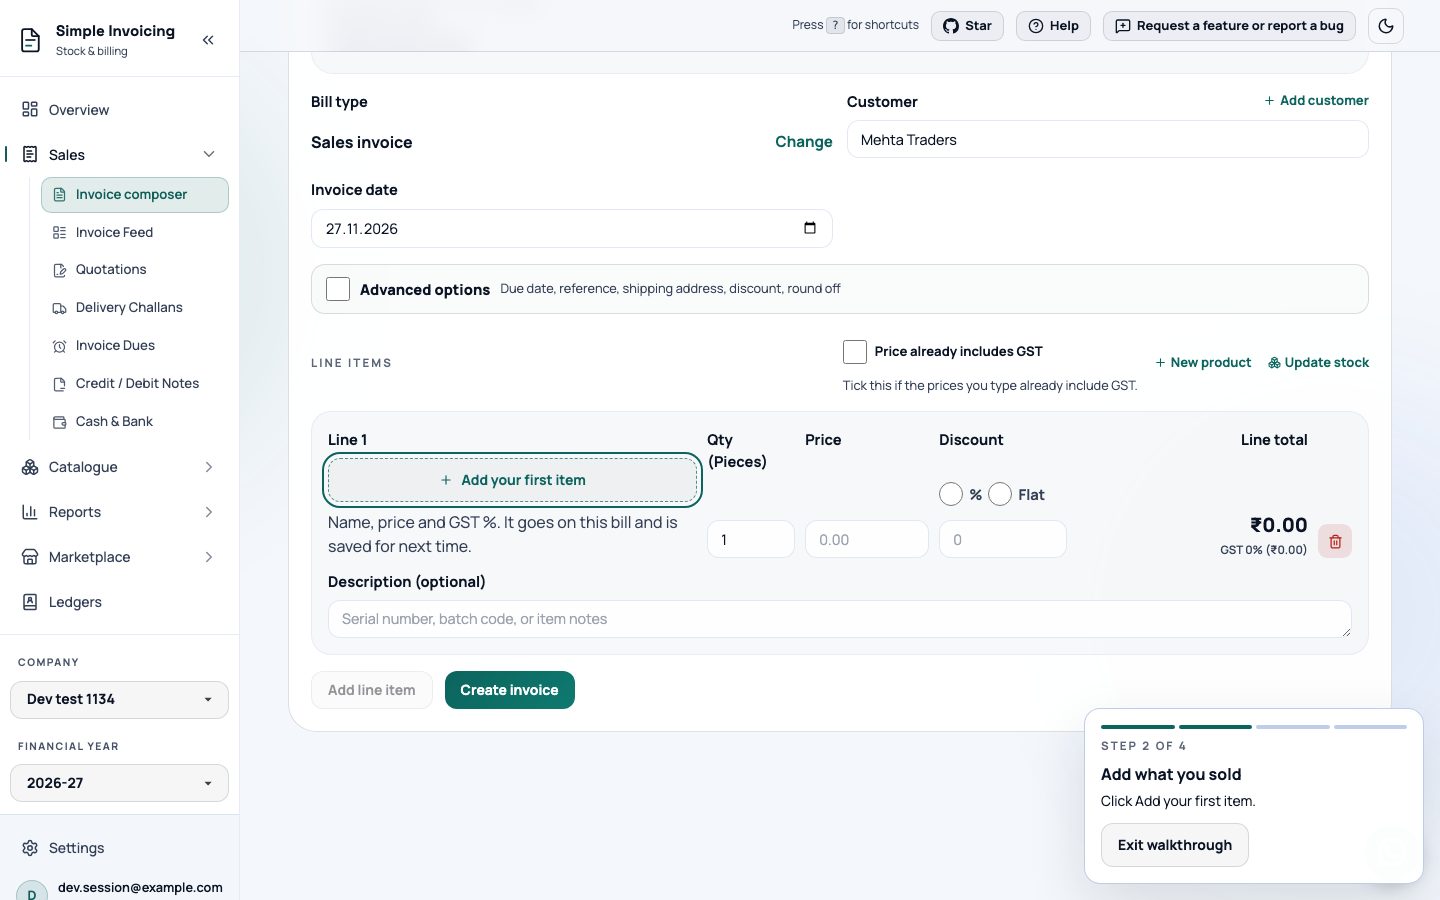 Simple Invoicing
Stock & billing
Press ? for shortcuts
Star
Help
Request a feature or report a bug
Overview
Sales
Invoice composer
Invoice Feed
Quotations
Delivery Challans
Invoice Dues
Credit / Debit Notes
Cash & Bank
Catalogue
Reports
Marketplace
Ledgers
COMPANY
Dev test 1134
FINANCIAL YEAR
2026-27
Settings
D
dev.session@example.com
Bill type
Sales invoice
Change
Customer
+ Add customer
Mehta Traders
Invoice date
27.11.2026
Advanced options Due date, reference, shipping address, discount, round off
LINE ITEMS
Price already includes GST
Tick this if the prices you type already include GST.
+ New product
Update stock
Line 1
+ Add your first item
Name, price and GST %. It goes on this bill and is
saved for next time.
Qty
(Pieces)
1
Price
0.00
Discount
% Flat
0
Line total
₹0.00
GST 0% (₹0.00)
Description (optional)
Serial number, batch code, or item notes
Add line item
Create invoice
STEP 2 OF 4
Add what you sold
Click Add your first item.
Exit walkthrough